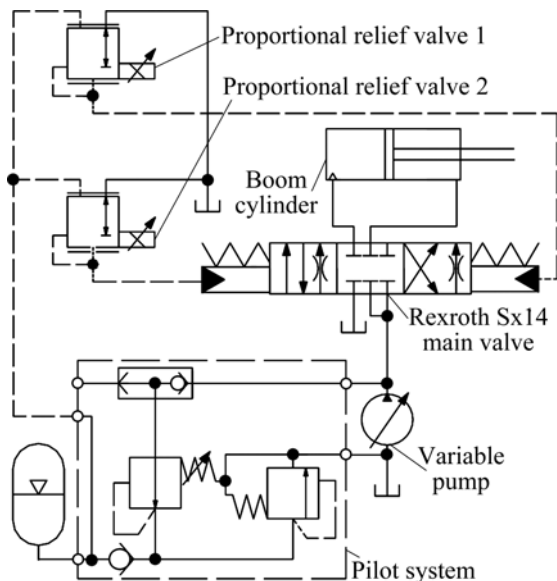 Proportional relief valve 1
Proportional relief valve 2
Boom
cylinder
Rexroth Sx14
main valve
Variable
pump
Pilot system